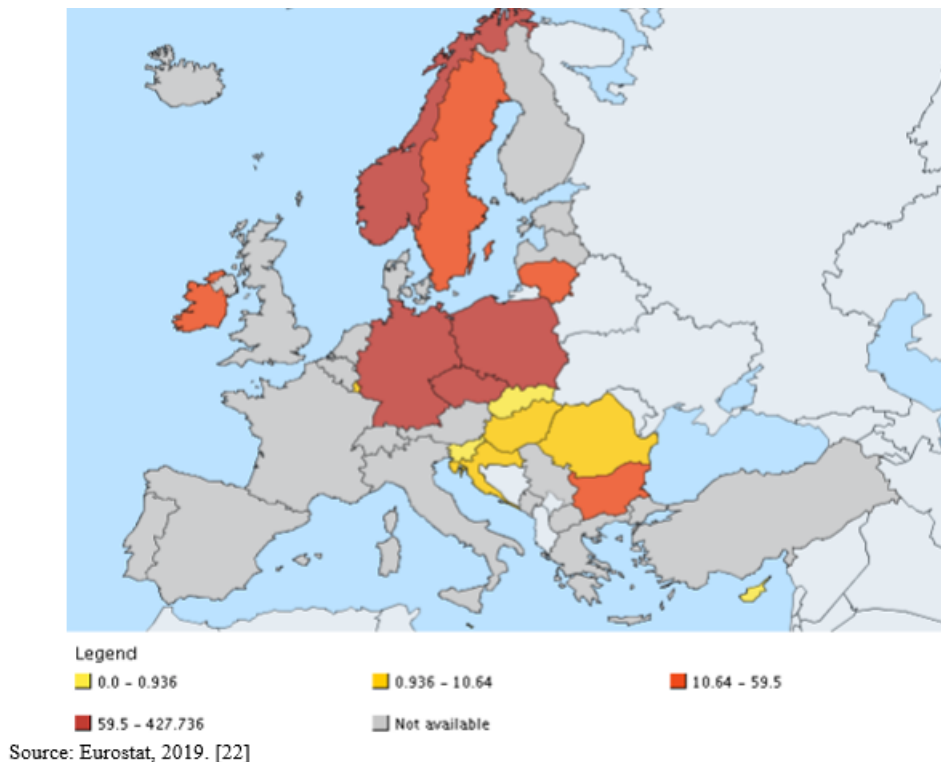 Legend
0.0 - 0.936 0.936 - 10.64 10.64 - 59.5
59.5 - 427.736 Not available
Source: Eurostat, 2019. [22]